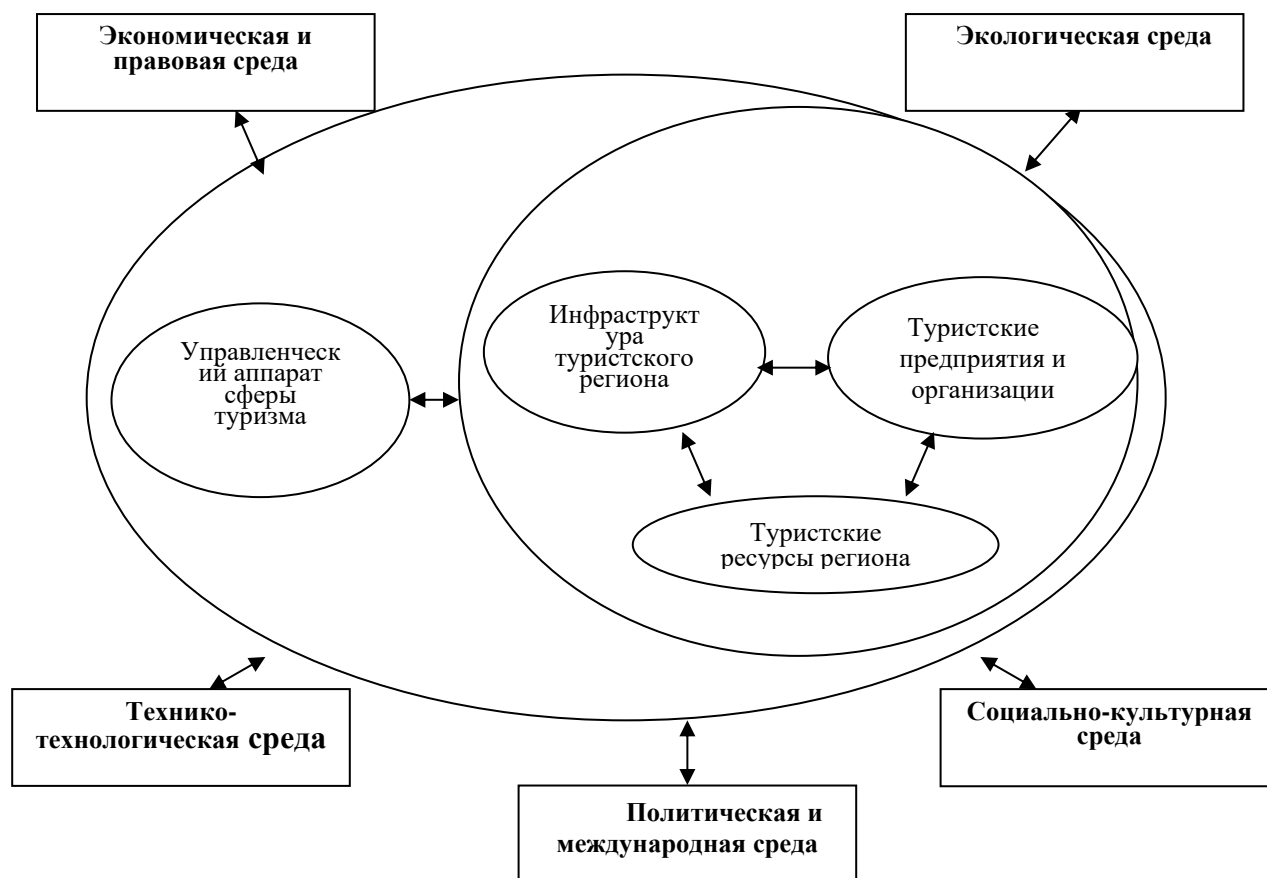 Экономическая и
правовая среда
Экологическая среда
Инфраструкт
ура
туристского
региона
Туристские
предприятия и
организации
Управленческ
ий аппарат
сферы
туризма
Туристские
ресурсы региона
Технико-
технологическая среда
Социально-культурная
среда
Политическая и
международная среда